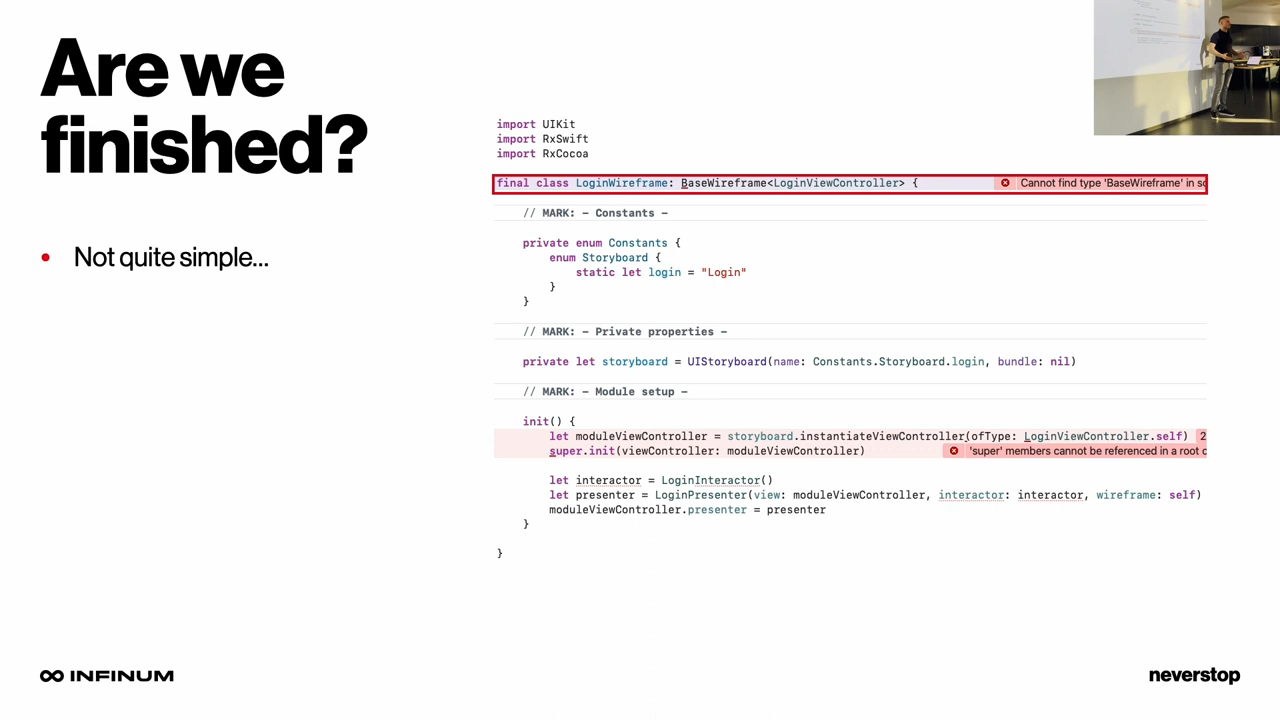 Are we
finished?
Not quite simple...
import UIKit
import RxSwift
import RxCocoa
final class LoginWireframe: BaseWireframe<LoginViewController> {
Cannot find type 'BaseWireframe' in sc
// MARK: - Constants -
private enum Constants {
enum Storyboard {
static let login = "Login"
}
}
// MARK: - Private properties -
private let storyboard = UIStoryboard(name: Constants.Storyboard.login, bundle: nil)
// MARK: - Module setup -
init() {
let moduleViewController = storyboard.instantiateViewController(ofType: LoginViewController.self) 2
super.init(viewController: moduleViewController)
'super' members cannot be referenced in a root c
let interactor = LoginInteractor()
let presenter = LoginPresenter(view: moduleViewController, interactor: interactor, wireframe: self)
moduleViewController.presenter = presenter
}
}
INFINUM
neverstop